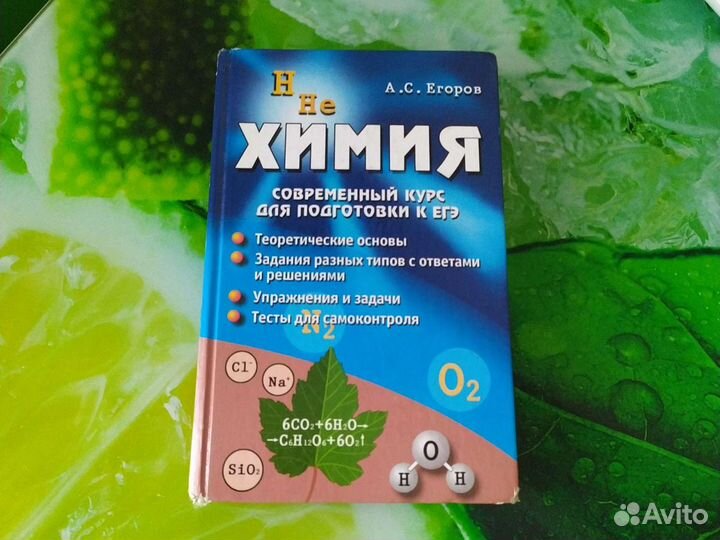 H
He
А.С. Егоров
ХИМИЯ
СОВРЕМЕННЫЙ КУРС
ДЛЯ ПОДГОТОВКИ К ЕГЭ
Теоретические основы
Задания разных типов с ответами
и решениями
Упражнения и задачи
Тесты для самоконтроля
N₂
O₂
Cl⁻
Na⁺
6CO₂+6H₂O→
→C₆H₁₂O₆+6O₂↑
SiO₂
O
H H
Avito